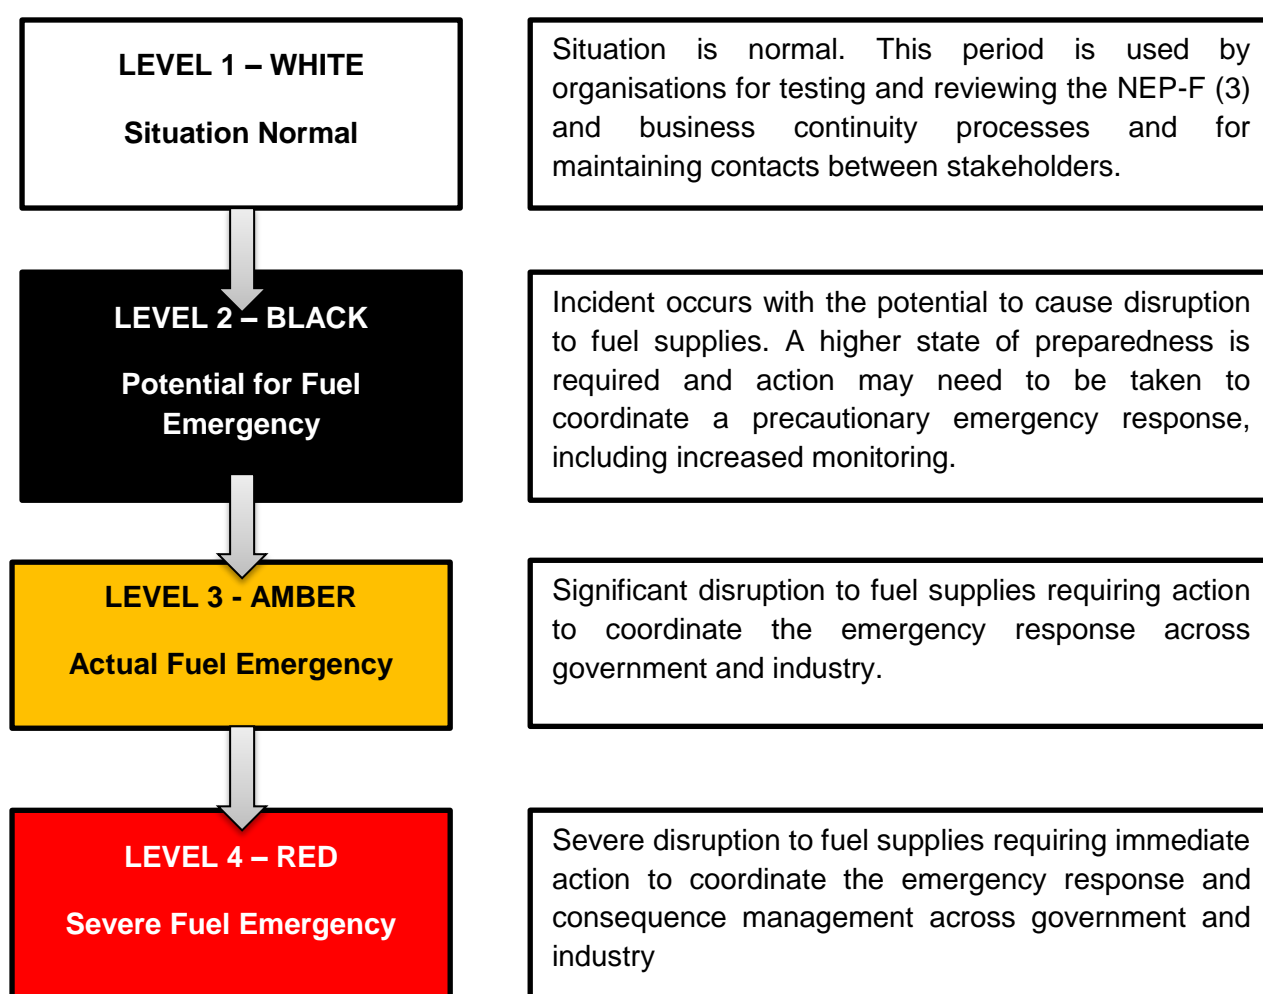 LEVEL 1 – WHITE
Situation Normal
Situation is normal. This period is used by
organisations for testing and reviewing the NEP-F (3)
and business continuity processes and for
maintaining contacts between stakeholders.
LEVEL 2 – BLACK
Potential for Fuel
Emergency
Incident occurs with the potential to cause disruption
to fuel supplies. A higher state of preparedness is
required and action may need to be taken to
coordinate a precautionary emergency response,
including increased monitoring.
LEVEL 3 - AMBER
Actual Fuel Emergency
Significant disruption to fuel supplies requiring action
to coordinate the emergency response across
government and industry.
LEVEL 4 – RED
Severe Fuel Emergency
Severe disruption to fuel supplies requiring immediate
action to coordinate the emergency response and
consequence management across government and
industry